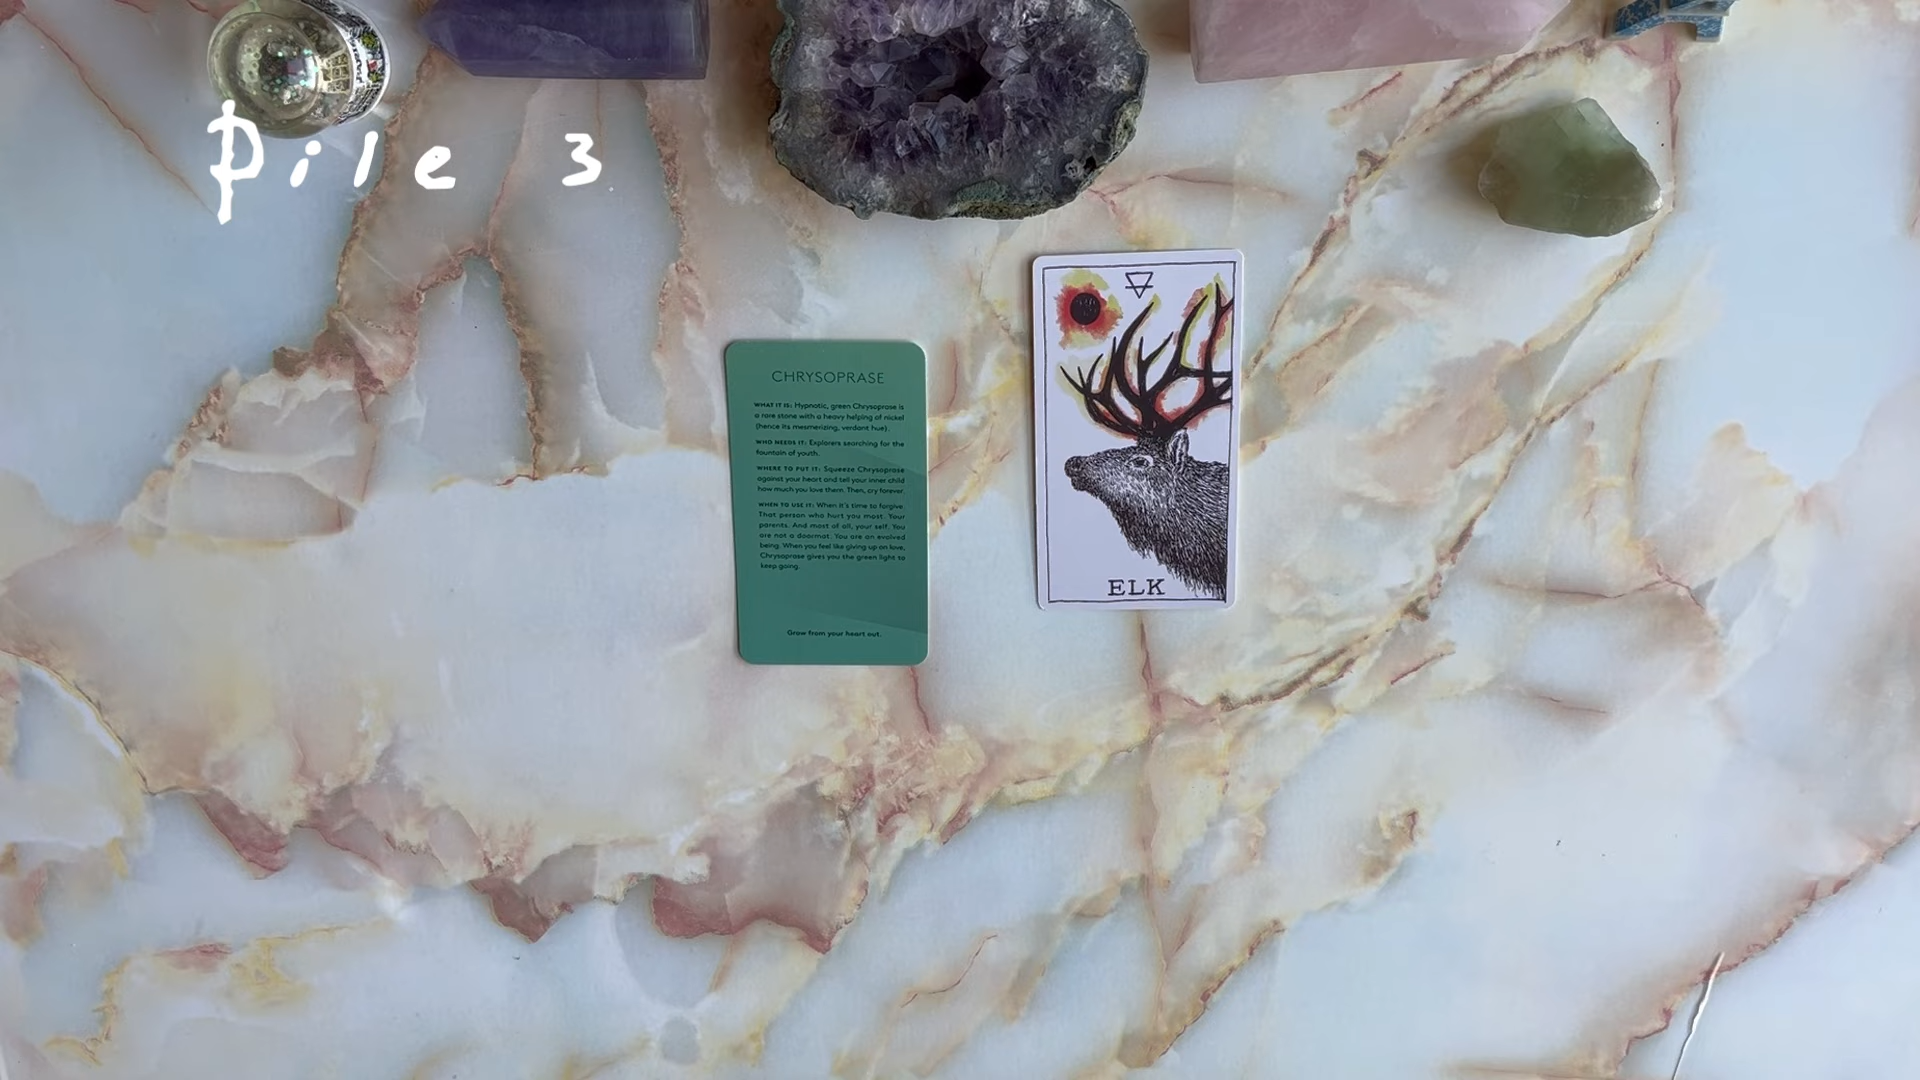 Pile 3
CHRYSOPRASE
WHAT IT IS: Hypnotic, green Chrysoprase is
a rare stone with a heavy helping of nickel
(hence its mesmerizing, verdant hue).
WHO NEEDS IT: Explorers searching for the
fountain of youth.
WHERE TO PUT IT: Squeeze Chrysoprase
against your heart and tell your inner child
how much you love them. Then, cry forever.
WHEN TO USE IT: When it's time to forgive:
That person who hurt you most. Your
parents. And most of all, your self. You
are not a doormat. You are an evolved
being. When you feel like giving up on love,
Chrysoprase gives you the green light to
keep going.
Grow from your heart out.
ELK